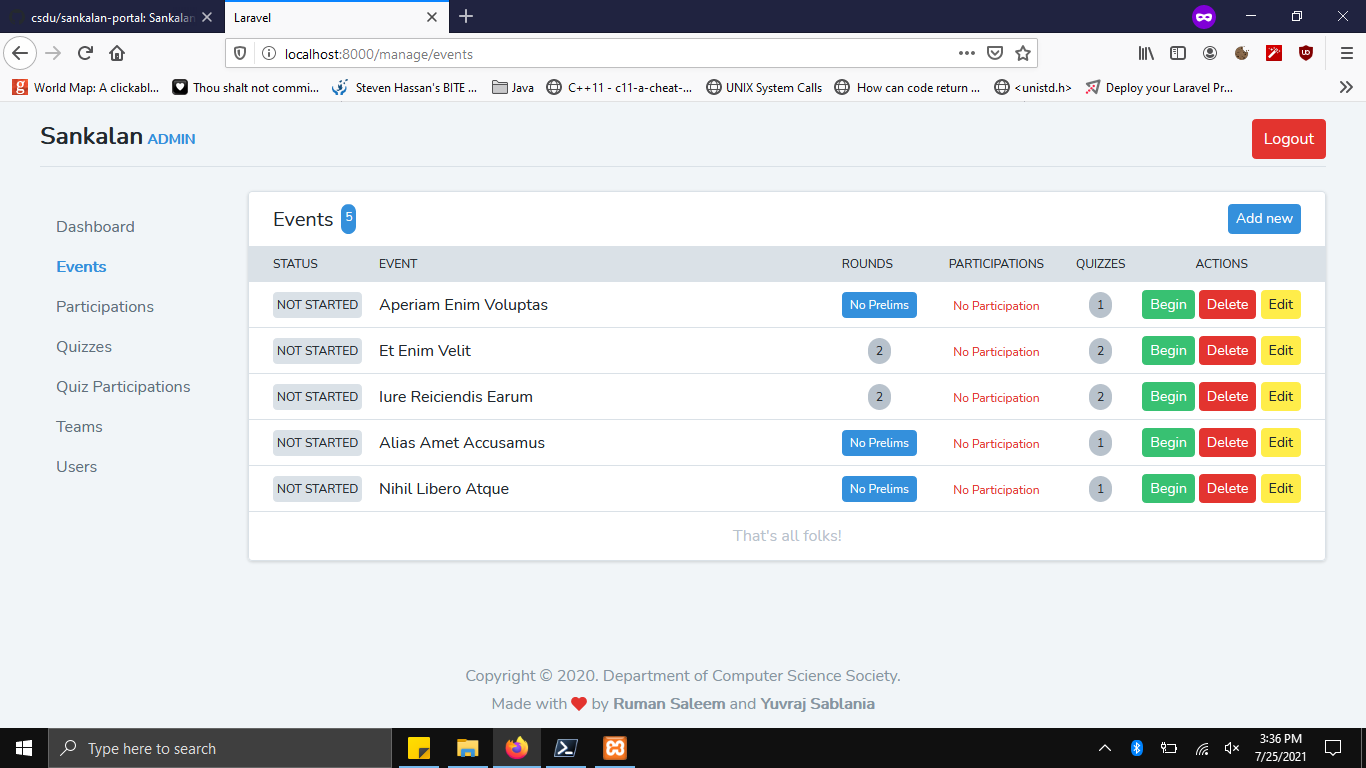 csdu/sankalan-portal: Sankalan
Laravel
localhost:8000/manage/events
World Map: A clickabl...
Thou shalt not commi...
Steven Hassan's BITE ...
Java
C++11 - c11-a-cheat-...
UNIX System Calls
How can code return ...
<unistd.h>
Deploy your Laravel Pr...
Sankalan ADMIN
Logout
Dashboard
Events
Participations
Quizzes
Quiz Participations
Teams
Users
Events 5
Add new
STATUS EVENT ROUNDS PARTICIPATIONS QUIZZES ACTIONS
NOT STARTED Aperiam Enim Voluptas No Prelims No Participation 1 Begin Delete Edit
NOT STARTED Et Enim Velit 2 No Participation 2 Begin Delete Edit
NOT STARTED Iure Reiciendis Earum 2 No Participation 2 Begin Delete Edit
NOT STARTED Alias Amet Accusamus No Prelims No Participation 1 Begin Delete Edit
NOT STARTED Nihil Libero Atque No Prelims No Participation 1 Begin Delete Edit
That's all folks!
Copyright © 2020. Department of Computer Science Society.
Made with ❤ by Ruman Saleem and Yuvraj Sablania
Type here to search
3:36 PM
7/25/2021